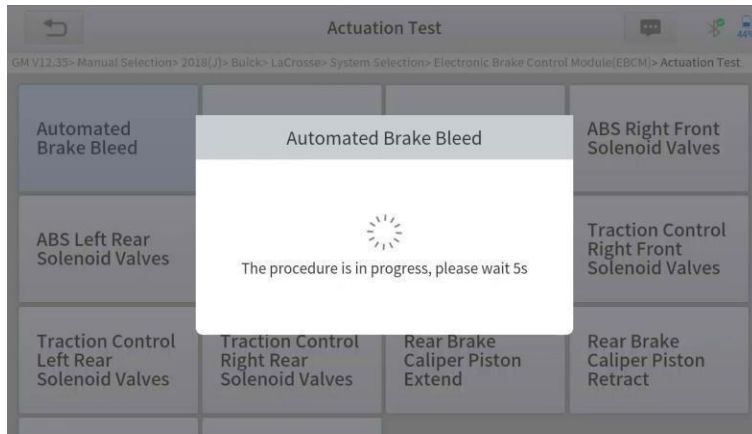 Actuation Test
44%
GM V12.35> Manual Selection> 2018(J)> Buick> LaCrosse> System Selection> Electronic Brake Control Module(EBCM)> Actuation Test
Automated
Brake Bleed
ABS Right Front
Solenoid Valves
Automated Brake Bleed
The procedure is in progress, please wait 5s
ABS Left Rear
Solenoid Valves
Traction Control
Right Front
Solenoid Valves
Traction Control
Left Rear
Solenoid Valves
Traction Control
Right Rear
Solenoid Valves
Rear Brake
Caliper Piston
Extend
Rear Brake
Caliper Piston
Retract